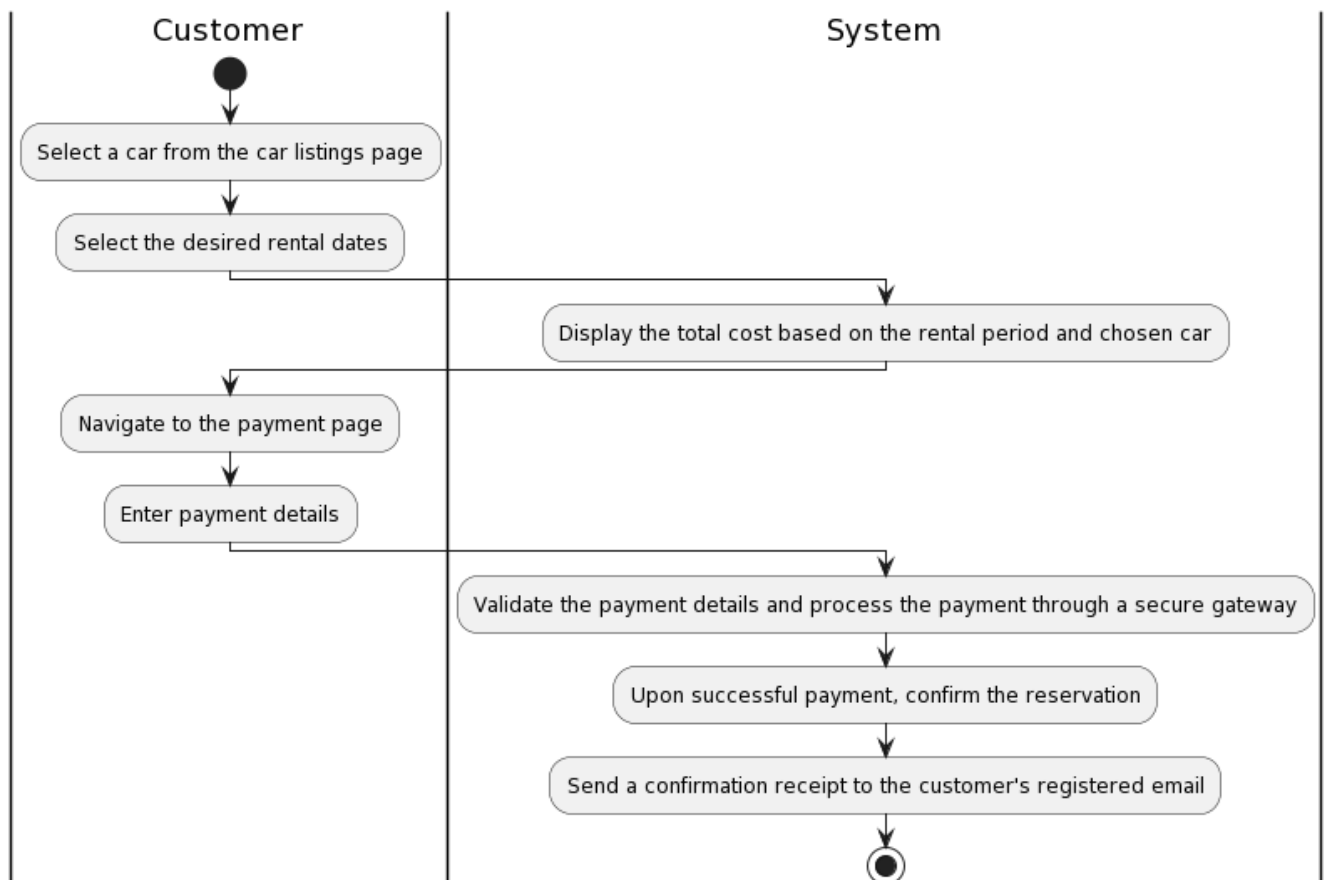 Customer
System
Select a car from the car listings page
Select the desired rental dates
Display the total cost based on the rental period and chosen car
Navigate to the payment page
Enter payment details
Validate the payment details and process the payment through a secure gateway
Upon successful payment, confirm the reservation
Send a confirmation receipt to the customer's registered email